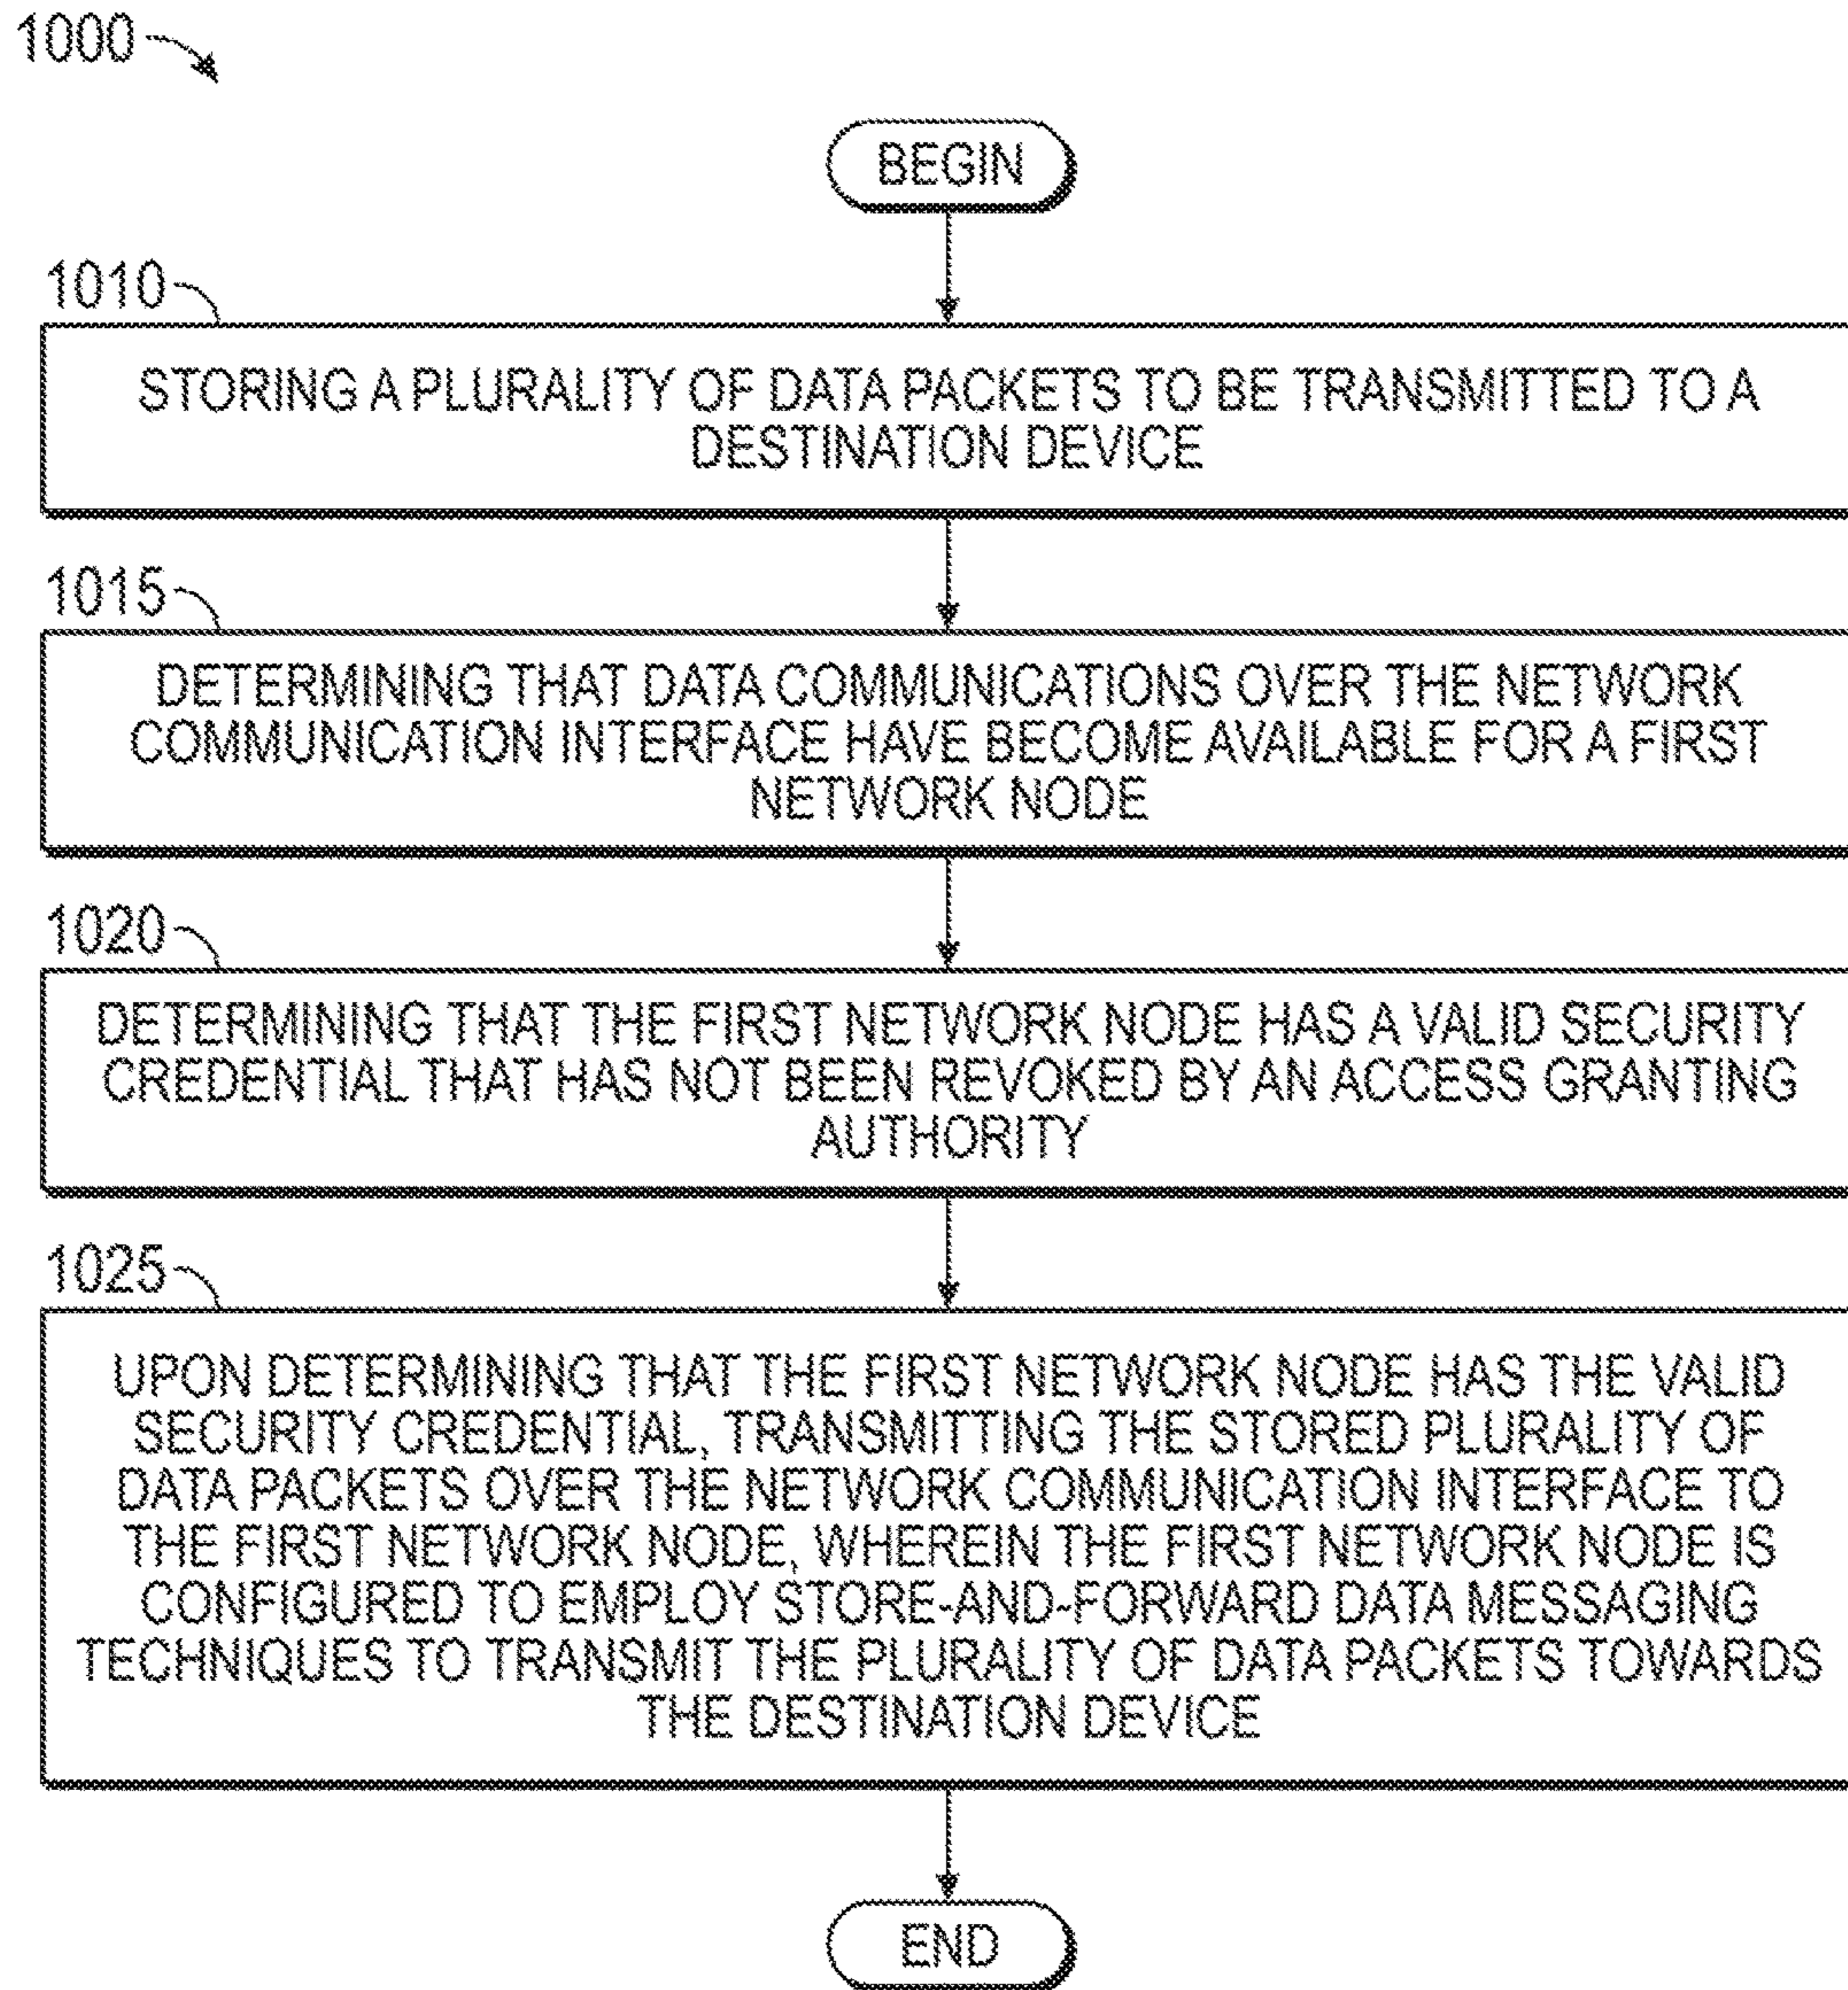 1000
BEGIN
1010
STORING A PLURALITY OF DATA PACKETS TO BE TRANSMITTED TO A
DESTINATION DEVICE
1015
DETERMINING THAT DATA COMMUNICATIONS OVER THE NETWORK
COMMUNICATION INTERFACE HAVE BECOME AVAILABLE FOR A FIRST
NETWORK NODE
1020
DETERMINING THAT THE FIRST NETWORK NODE HAS A VALID SECURITY
CREDENTIAL THAT HAS NOT BEEN REVOKED BY AN ACCESS GRANTING
AUTHORITY
1025
UPON DETERMINING THAT THE FIRST NETWORK NODE HAS THE VALID
SECURITY CREDENTIAL, TRANSMITTING THE STORED PLURALITY OF
DATA PACKETS OVER THE NETWORK COMMUNICATION INTERFACE TO
THE FIRST NETWORK NODE, WHEREIN THE FIRST NETWORK NODE IS
CONFIGURED TO EMPLOY STORE-AND-FORWARD DATA MESSAGING
TECHNIQUES TO TRANSMIT THE PLURALITY OF DATA PACKETS TOWARDS
THE DESTINATION DEVICE
END